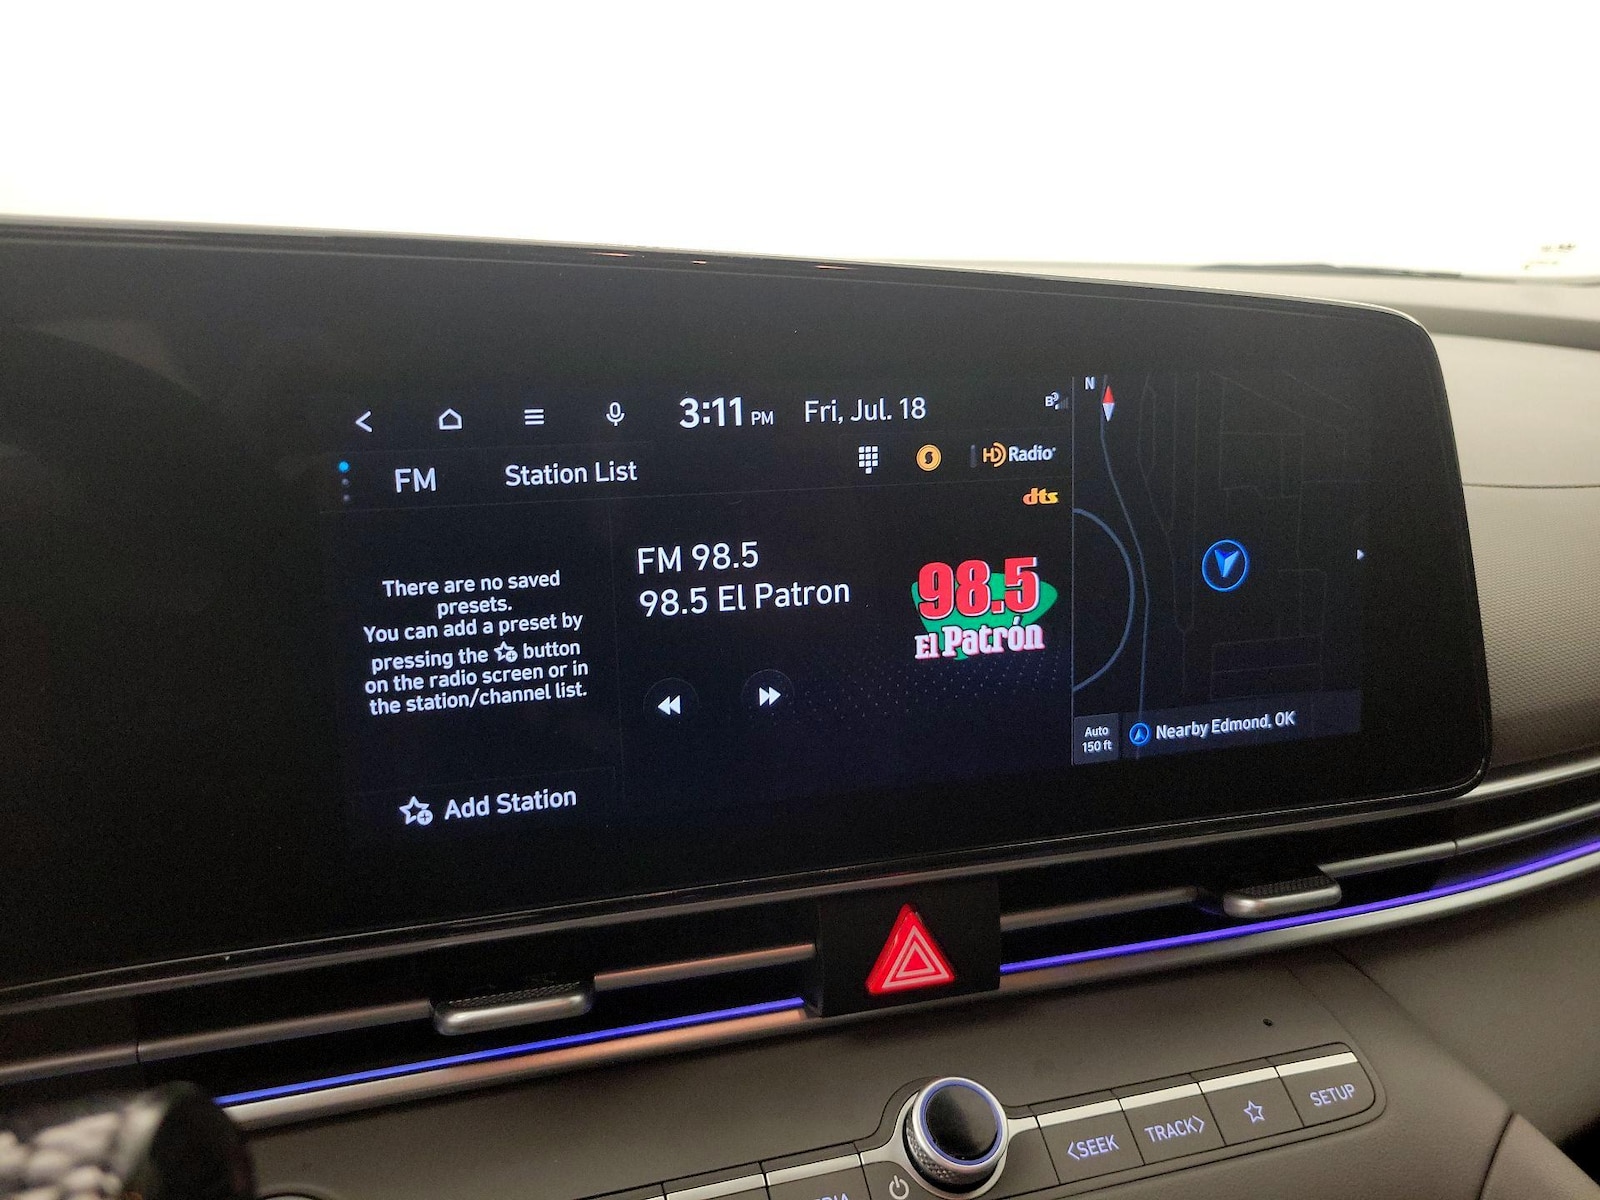 3:11 PM Fri, Jul. 18
N
FM Station List
HD Radio
dts
There are no saved
presets.
You can add a preset by
pressing the button
on the radio screen or in
the station/channel list.
Add Station
FM 98.5
98.5 El Patron
98.5
El Patrón
Auto
150 ft
Nearby Edmond, OK
<SEEK
TRACK>
SETUP